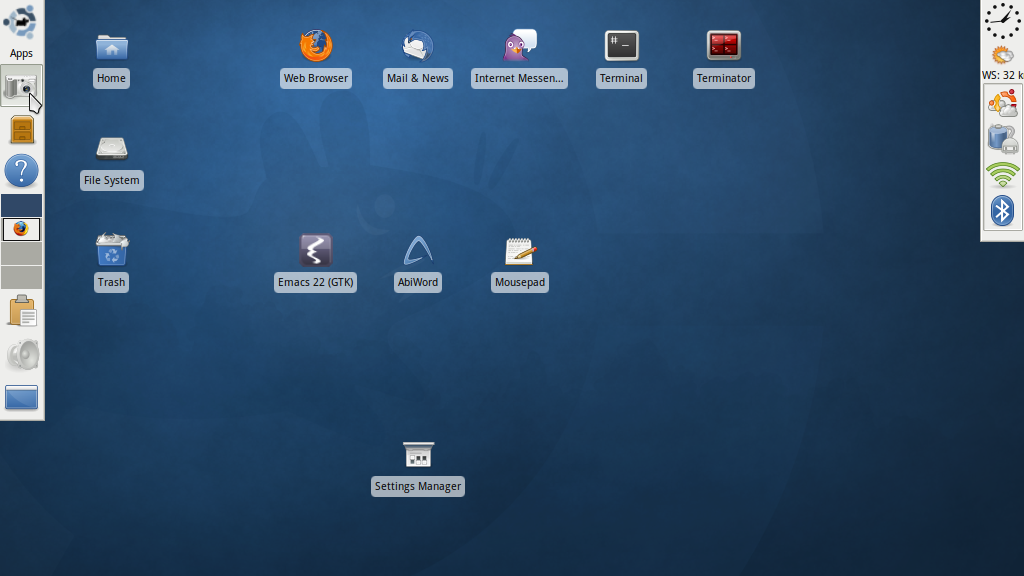 Apps
Home
Web Browser
Mail & News
Internet Messen...
Terminal
Terminator
WS: 32 k
File System
Trash
Emacs 22 (GTK)
AbiWord
Mousepad
Settings Manager